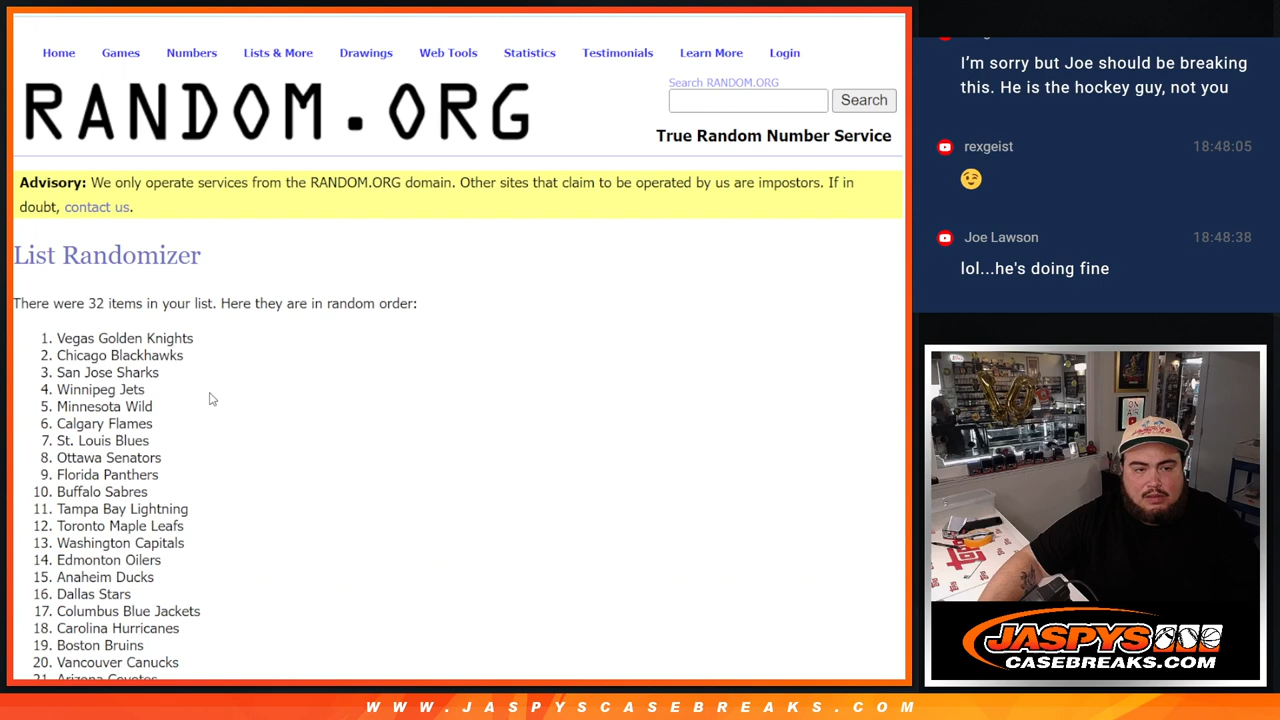 Home Games Numbers Lists & More Drawings Web Tools Statistics Testimonials Learn More Login
RANDOM.ORG
Search RANDOM.ORG
Search
True Random Number Service
Advisory: We only operate services from the RANDOM.ORG domain. Other sites that claim to be operated by us are impostors. If in
doubt, contact us.
List Randomizer
There were 32 items in your list. Here they are in random order:
1. Vegas Golden Knights
2. Chicago Blackhawks
3. San Jose Sharks
4. Winnipeg Jets
5. Minnesota Wild
6. Calgary Flames
7. St. Louis Blues
8. Ottawa Senators
9. Florida Panthers
10. Buffalo Sabres
11. Tampa Bay Lightning
12. Toronto Maple Leafs
13. Washington Capitals
14. Edmonton Oilers
15. Anaheim Ducks
16. Dallas Stars
17. Columbus Blue Jackets
18. Carolina Hurricanes
19. Boston Bruins
20. Vancouver Canucks
21. Arizona Coyotes
I'm sorry but Joe should be breaking
this. He is the hockey guy, not you
rexgeist 18:48:05
😉
Joe Lawson 18:48:38
lol...he's doing fine
ON
AIR
JASPYS
CASEBREAKS.COM
WWW.JASPYSCASEBREAKS.COM